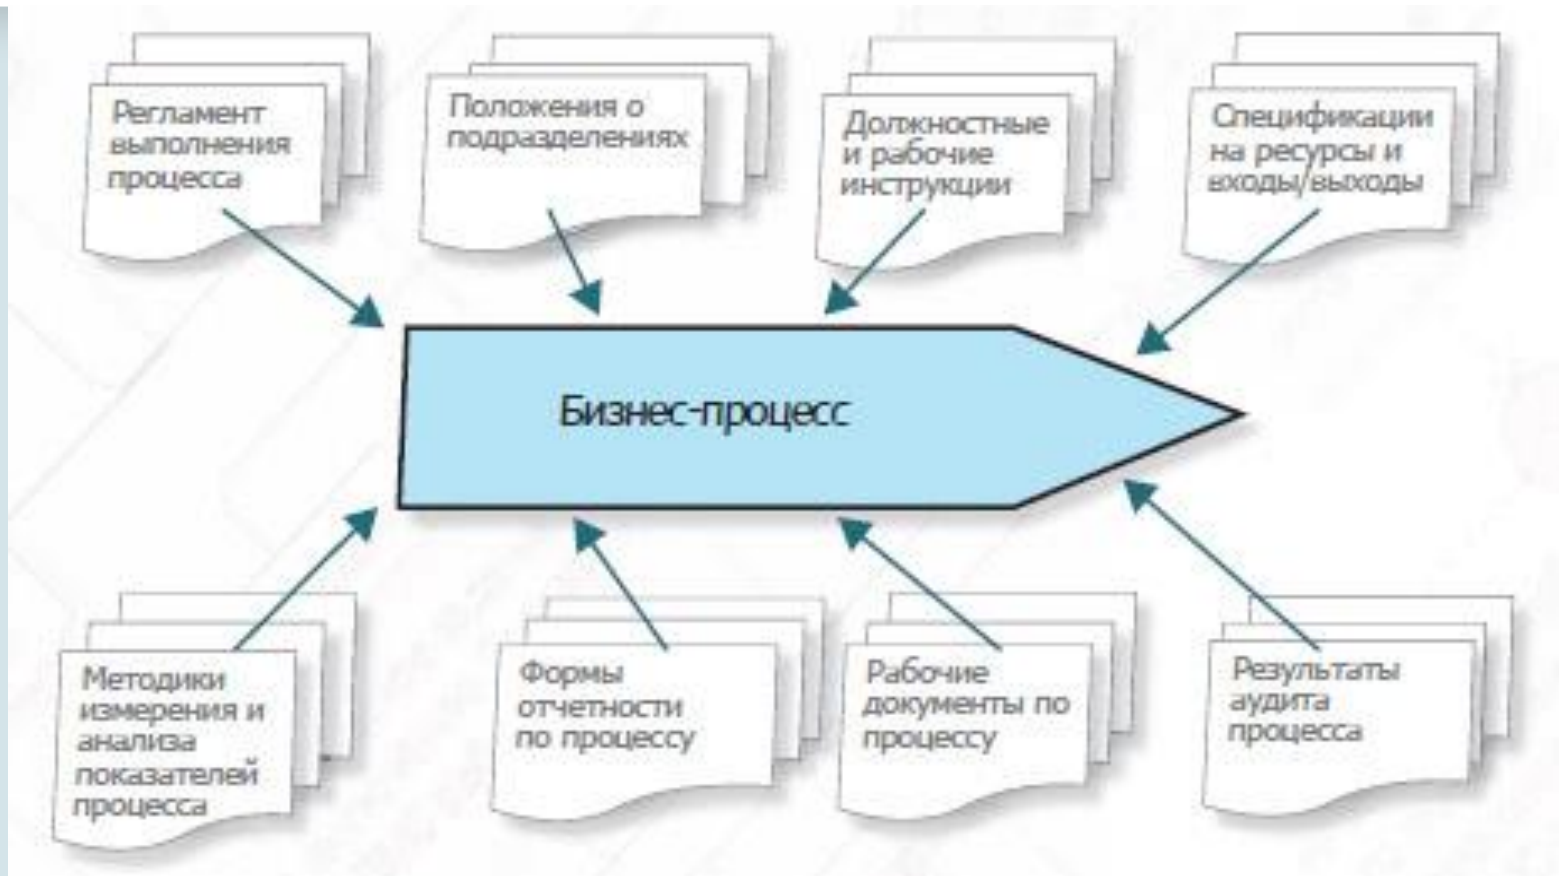 Регламент
выполнения
процесса
Положения о
подразделениях
Должностные
и рабочие
инструкции
Спецификации
на ресурсы и
входы/выходы
Бизнес-процесс
Методики
измерения и
анализа
показателей
процесса
Формы
отчетности
по процессу
Рабочие
документы по
процессу
Результаты
аудита
процесса